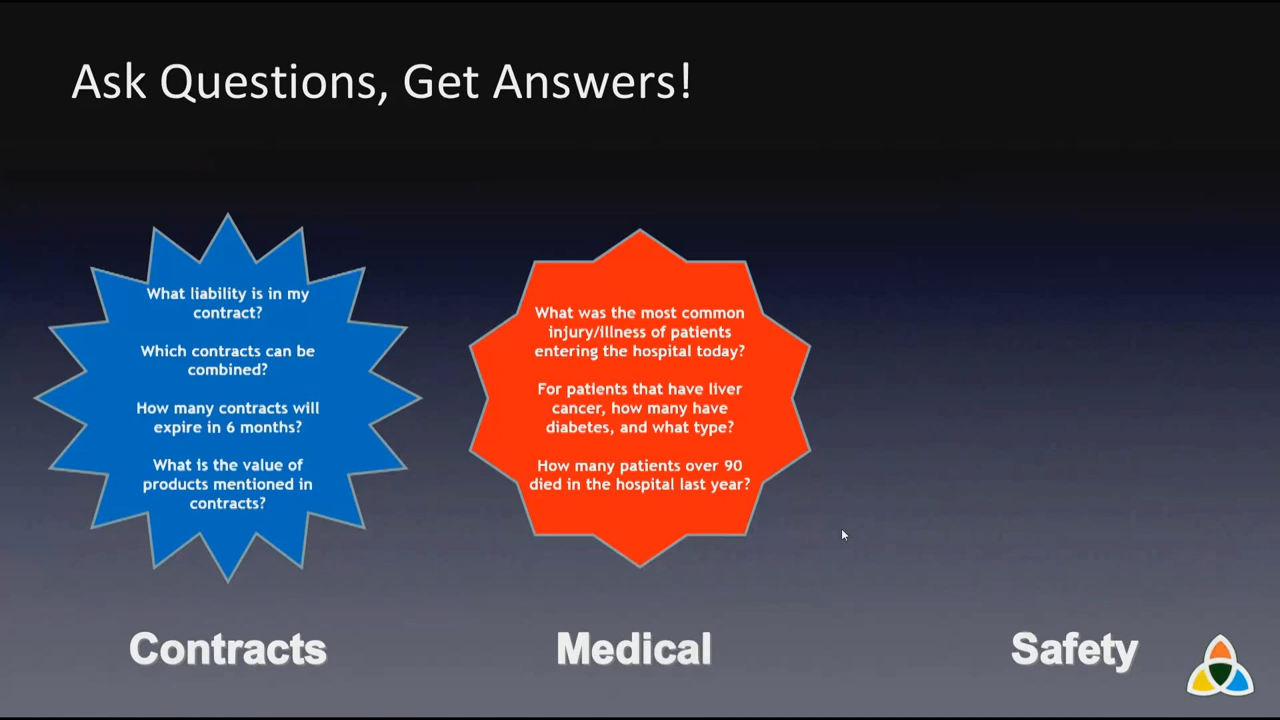 Ask Questions, Get Answers!
What liability is in my
contract?
Which contracts can be
combined?
How many contracts will
expire in 6 months?
What is the value of
products mentioned in
contracts?
What was the most common
injury/illness of patients
entering the hospital today?
For patients that have liver
cancer, how many have
diabetes, and what type?
How many patients over 90
died in the hospital last year?
Contracts
Medical
Safety